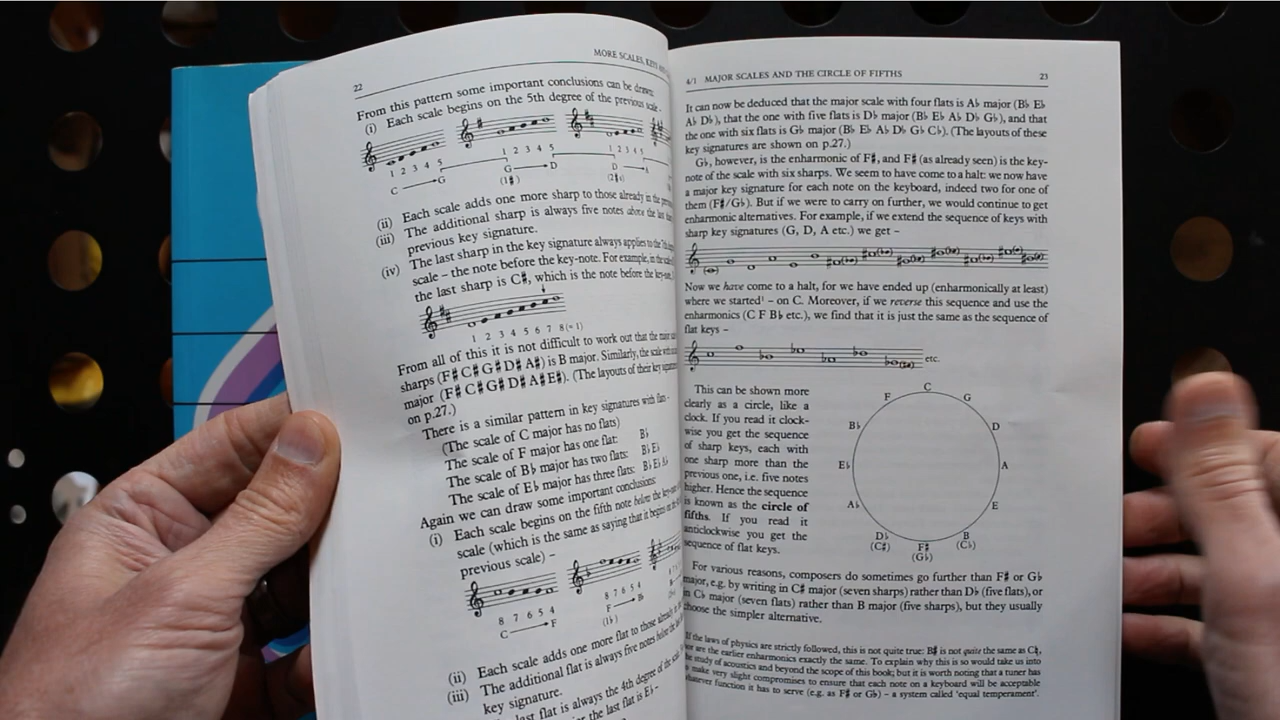 22
MORE SCALES, KEYS
From this pattern some important conclusions can be drawn:
(i) Each scale begins on the 5th degree of the previous scale –
1 2 3 4 5
1 2 3 4 5
1 2 3 4 5
C G
G D
D A
(1♯)
(2♯s)
(ii) Each scale adds one more sharp to those already in the
(iii) The additional sharp is always five notes above the last
previous key signature.
(iv) The last sharp in the key signature always applies to the 7th
scale – the note before the key-note. For example, in the
the last sharp is C♯, which is the note before the key-
1 2 3 4 5 6 7 8(=1)
From all of this it is not difficult to work out that the
sharps (F♯ C♯ G♯ D♯ A♯) is B major. Similarly, the scale
major (F♯ C♯ G♯ D♯ A♯ E♯). (The layouts of their key
on p.27.)
There is a similar pattern in key signatures with flats –
(The scale of C major has no flats)
The scale of F major has one flat: B♭
The scale of B♭ major has two flats: B♭ E♭
The scale of E♭ major has three flats: B♭ E♭ A♭
Again we can draw some important conclusions:
(i) Each scale begins on the fifth note below the key-
scale (which is the same as saying that it begins
previous scale) –
8 7 6 5 4
8 7 6 5 4
C F
F B♭
(1♭)
(ii) Each scale adds one more flat to those already
(iii) The additional flat is always five notes below the
key signature.
last flat is always the 4th degree of the
the last flat is E♭ –
4/1 MAJOR SCALES AND THE CIRCLE OF FIFTHS 23
It can now be deduced that the major scale with four flats is A♭ major (B♭ E♭
A♭ D♭), that the one with five flats is D♭ major (B♭ E♭ A♭ D♭ G♭), and that
the one with six flats is G♭ major (B♭ E♭ A♭ D♭ G♭ C♭). (The layouts of these
key signatures are shown on p.27.)
G♭, however, is the enharmonic of F♯, and F♯ (as already seen) is the key-
note of the scale with six sharps. We seem to have come to a halt: we now have
a major key signature for each note on the keyboard, indeed two for one of
them (F♯/G♭). But if we were to carry on further, we would continue to get
enharmonic alternatives. For example, if we extend the sequence of keys with
sharp key signatures (G, D, A etc.) we get –
Now we have come to a halt, for we have ended up (enharmonically at least)
where we started¹ – on C. Moreover, if we reverse this sequence and use the
enharmonics (C F B♭ etc.), we find that it is just the same as the sequence of
flat keys –
etc.
This can be shown more
clearly as a circle, like a
clock. If you read it clock-
wise you get the sequence
of sharp keys, each with
one sharp more than the
previous one, i.e. five notes
higher. Hence the sequence
is known as the circle of
fifths. If you read it
anticlockwise you get the
sequence of flat keys.
C
F G
B♭ D
E♭ A
A♭ E
D♭ B
(C♯) F♯ (C♭)
(G♭)
For various reasons, composers do sometimes go further than F♯ or G♭
major, e.g. by writing in C♯ major (seven sharps) rather than D♭ (five flats), or
in C♭ major (seven flats) rather than B major (five sharps), but they usually
choose the simpler alternative.
If the laws of physics are strictly followed, this is not quite true: B♯ is not quite the same as C♮,
nor are the earlier enharmonics exactly the same. To explain why this is so would take us into
the study of acoustics and beyond the scope of this book; but it is worth noting that a tuner has
to make very slight compromises to ensure that each note on a keyboard will be acceptable
whatever function it has to serve (e.g. as F♯ or G♭) – a system called 'equal temperament'.